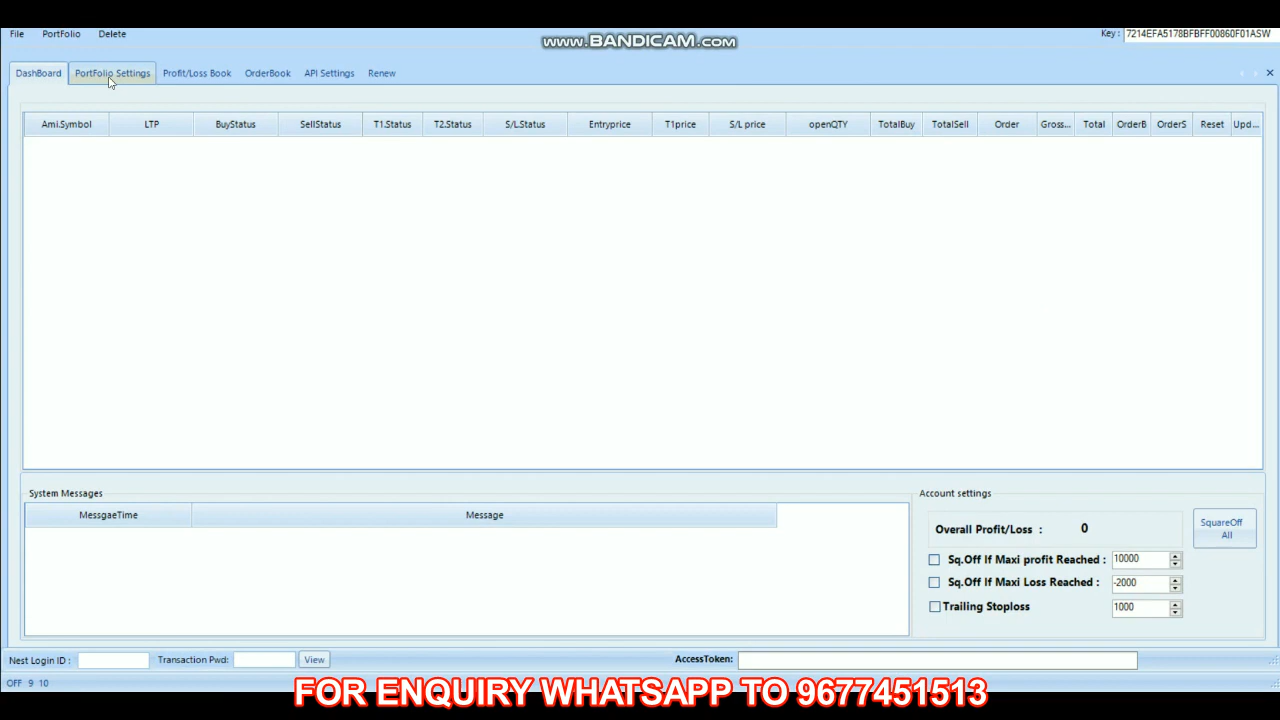 File PortFolio Delete
www.BANDICAM.com
Key : 7214EFA5178BFBFF00860F01ASW
DashBoard PortFolio Settings Profit/Loss Book OrderBook API Settings Renew
Ami.Symbol LTP BuyStatus SellStatus T1.Status T2.Status S/L.Status Entryprice T1price S/L price openQTY TotalBuy TotalSell Order Gross... Total OrderB OrderS Reset Upd...
System Messages
MessgaeTime Message
Account settings
Overall Profit/Loss : 0
SquareOff
All
Sq.Off If Maxi profit Reached : 10000
Sq.Off If Maxi Loss Reached : -2000
Trailing Stoploss 1000
Nest Login ID : Transaction Pwd: View AccessToken:
OFF 9 10
FOR ENQUIRY WHATSAPP TO 9677451513